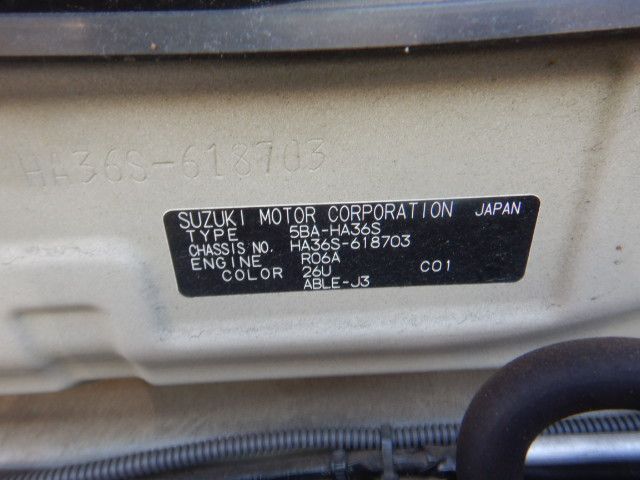 HA36S-618703
SUZUKI MOTOR CORPORATION JAPAN
TYPE 5BA-HA36S
CHASSIS NO. HA36S-618703
ENGINE R06A
COLOR 26U C01
ABLE-J3